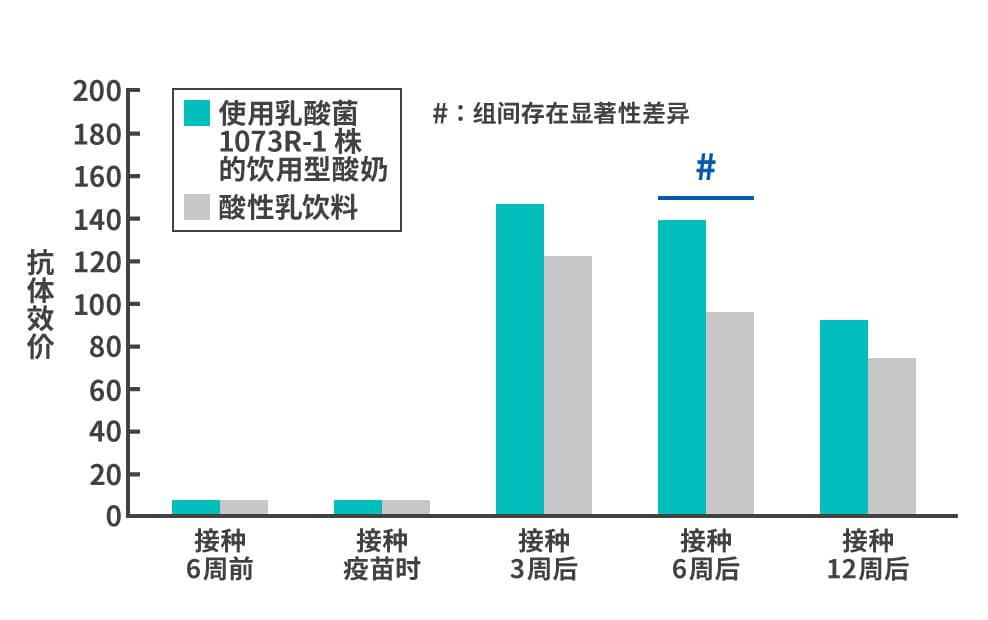 使用乳酸菌
1073R-1 株
的饮用型酸奶
酸性乳饮料
#：组间存在显著性差异
#
抗体效价
200
180
160
140
120
100
80
60
40
20
0
接种
6周前
接种
疫苗时
接种
3周后
接种
6周后
接种
12周后